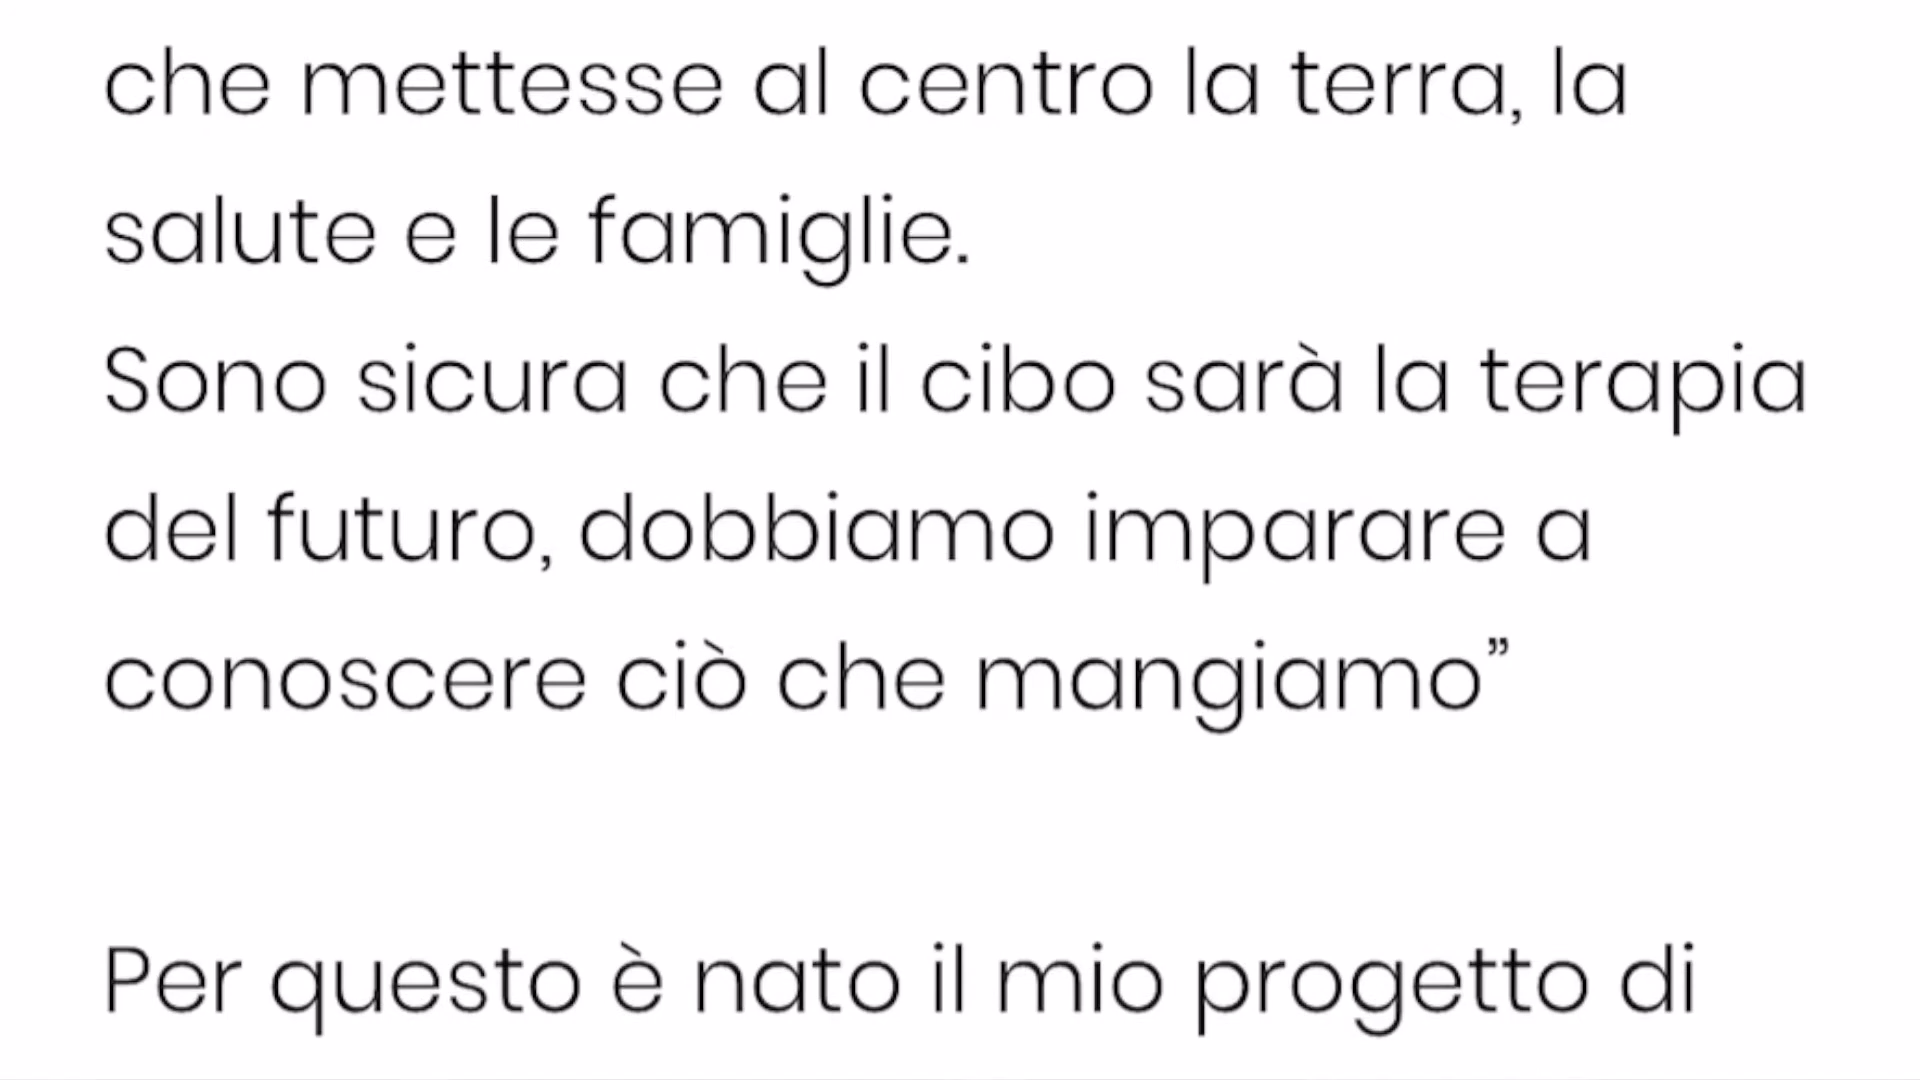 che mettesse al centro la terra, la
salute e le famiglie.
Sono sicura che il cibo sarà la terapia
del futuro, dobbiamo imparare a
conoscere ciò che mangiamo”
Per questo è nato il mio progetto di